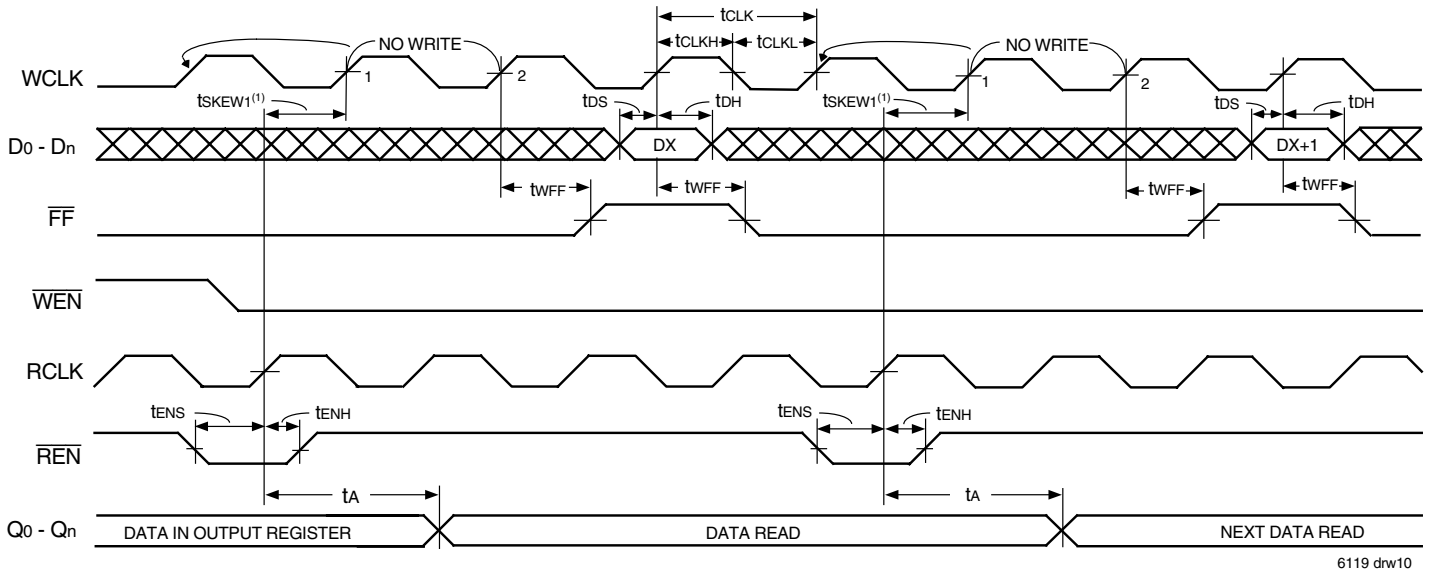 tCLK
NO WRITE
tCLKH
tCLKL
NO WRITE
WCLK
1
2
1
2
tSKEW1(1)
tDS
tDH
tSKEW1(1)
tDS
tDH
D0 - Dn
DX
DX+1
tWFF
tWFF
tWFF
tWFF
FF
WEN
RCLK
tENS
tENH
tENS
tENH
REN
tA
tA
Q0 - Qn
DATA IN OUTPUT REGISTER
DATA READ
NEXT DATA READ
6119 drw10